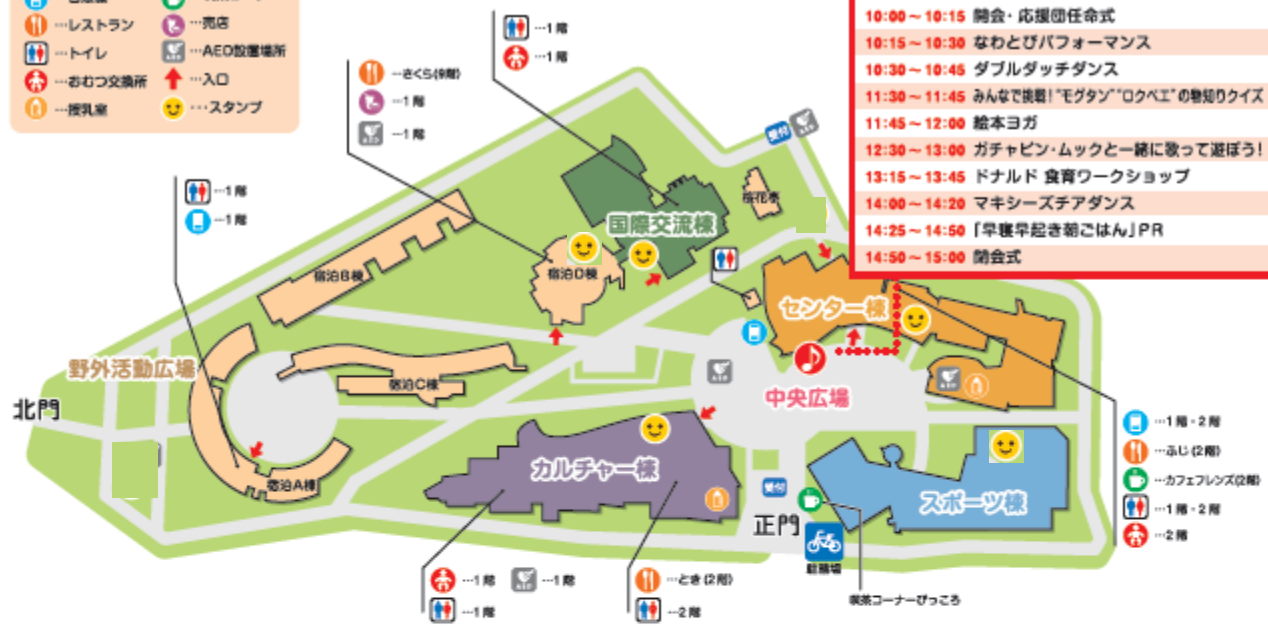 …レストラン
…売店
…トイレ
…AED設置場所
…おむつ交換所
…入口
…授乳室
…スタンプ
10:00～10:15 開会・応援団任命式
10:15～10:30 なわとびパフォーマンス
10:30～10:45 ダブルダッチダンス
11:30～11:45 みんなで挑戦！"モグタン""ロクベエ"の物知りクイズ
11:45～12:00 絵本ヨガ
12:30～13:00 ガチャピン・ムックと一緒に歌って遊ぼう！
13:15～13:45 ドナルド 食育ワークショップ
14:00～14:20 マキシーズチアダンス
14:25～14:50 「早寝早起き朝ごはん」PR
14:50～15:00 閉会式
…1階
…1階
…さくら(9階)
…1階
…1階
AED
…1階
…1階
受付
桜花亭
国際交流棟
宿泊D棟
宿泊B棟
センター棟
野外活動広場
北門
宿泊C棟
中央広場
宿泊A棟
カルチャー棟
スポーツ棟
受付
正門
駐輪場
喫茶コーナーぴっころ
…1階・2階
…ふじ(2階)
…カフェフレンズ(2階)
…1階・2階
…2階
…1階
…1階
…1階
…とき(2階)
…2階